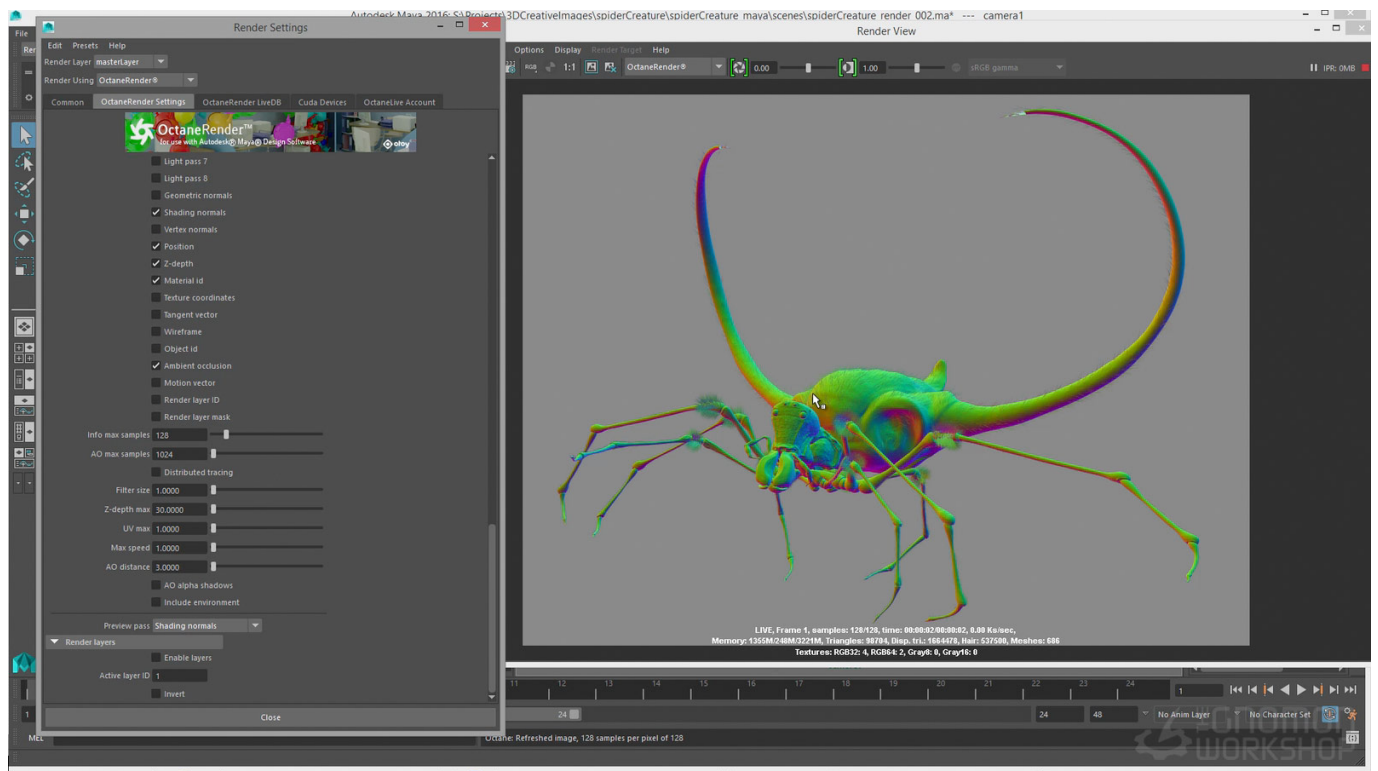 Autodesk Maya 2016: S:\Projects\3DCreativeImages\spiderCreature\spiderCreature_maya\scenes\spiderCreature_render_002.ma* --- camera1
Render Settings
Render View
File
Edit Presets Help
Options Display Render Target Help
Ren
Render Layer masterLayer
RGB 1:1 OctaneRender® 0.00 1.00 sRGB gamma IPR: 0MB
Render Using OctaneRender®
Common OctaneRender Settings OctaneRender LiveDB Cuda Devices OctaneLive Account
OctaneRender™
for use with Autodesk® Maya® Design Software
otoy
Light pass 7
Light pass 8
Geometric normals
Shading normals
Vertex normals
Position
Z-depth
Material id
Texture coordinates
Tangent vector
Wireframe
Object id
Ambient occlusion
Motion vector
Render layer ID
Render layer mask
Info max samples 128
AO max samples 1024
Distributed tracing
Filter size 1.0000
Z-depth max 30.0000
UV max 1.0000
Max speed 1.0000
AO distance 3.0000
AO alpha shadows
Include environment
Preview pass Shading normals
Render layers
Enable layers
Active layer ID 1
Invert
Close
LIVE, Frame 1, samples: 128/128, time: 00:00:02/00:00:02, 0.00 Ks/sec,
Memory: 1355M/248M/3221M, Triangles: 98704, Disp. tri.: 1664478, Hair: 537500, Meshes: 686
Textures: RGB32: 4, RGB64: 2, Gray8: 0, Gray16: 0
11 12 13 14 15 16 17 18 19 20 21 22 23 24 1
1 24 24 48 No Anim Layer No Character Set
MEL Octane: Refreshed image, 128 samples per pixel of 128
THE GNOMON
WORKSHOP